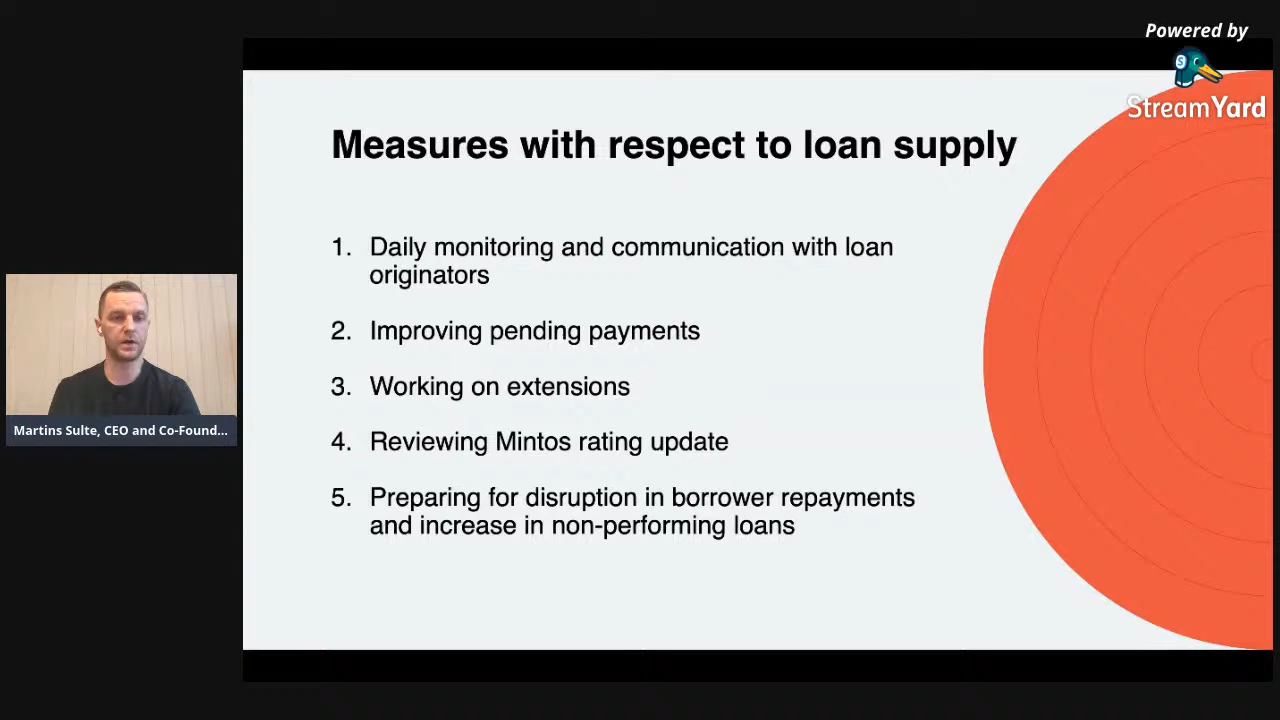 Powered by
StreamYard
Measures with respect to loan supply
1. Daily monitoring and communication with loan
originators
2. Improving pending payments
3. Working on extensions
4. Reviewing Mintos rating update
5. Preparing for disruption in borrower repayments
and increase in non-performing loans
Martins Sulte, CEO and Co-Found...